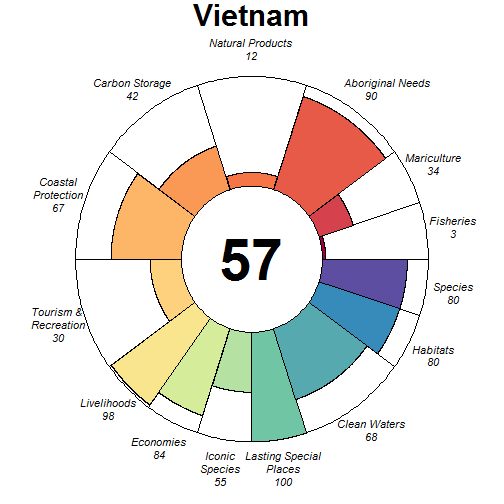 Vietnam
Natural Products
12
Carbon Storage
42
Aboriginal Needs
90
Mariculture
34
Coastal
Protection
67
Fisheries
3
57
Species
80
Tourism &
Recreation
30
Habitats
80
Livelihoods
98
Clean Waters
68
Economies
84
Iconic
Species
55
Lasting Special
Places
100